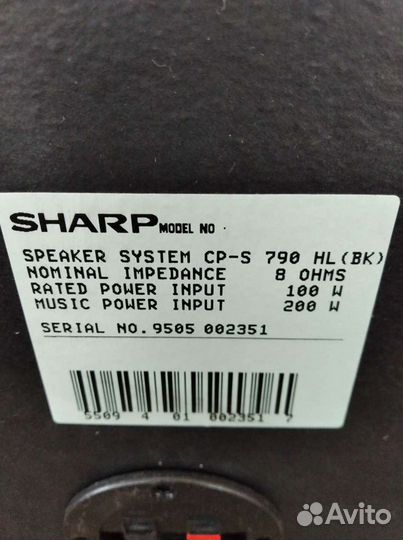 SHARP MODEL NO.
SPEAKER SYSTEM CP-S 790 HL(BK)
NOMINAL IMPEDANCE 8 OHMS
RATED POWER INPUT 100 W
MUSIC POWER INPUT 200 W
SERIAL NO.9505 002351
5509 4 01 002351 7
Avito